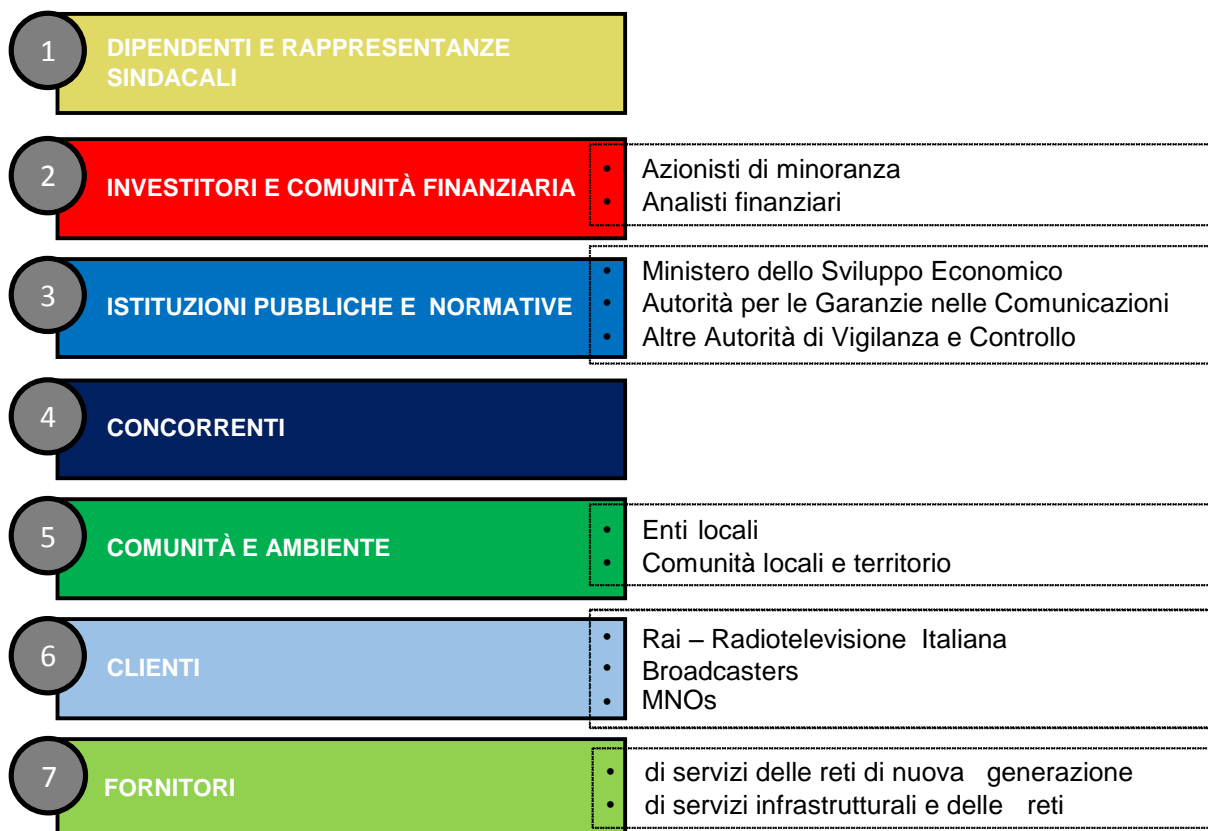 1
DIPENDENTI E RAPPRESENTANZE
SINDACALI
2
INVESTITORI E COMUNITÀ FINANZIARIA
• Azionisti di minoranza
• Analisti finanziari
3
ISTITUZIONI PUBBLICHE E NORMATIVE
• Ministero dello Sviluppo Economico
• Autorità per le Garanzie nelle Comunicazioni
• Altre Autorità di Vigilanza e Controllo
4
CONCORRENTI
5
COMUNITÀ E AMBIENTE
• Enti locali
• Comunità locali e territorio
6
CLIENTI
• Rai – Radiotelevisione Italiana
• Broadcasters
• MNOs
7
FORNITORI
• di servizi delle reti di nuova generazione
• di servizi infrastrutturali e delle reti